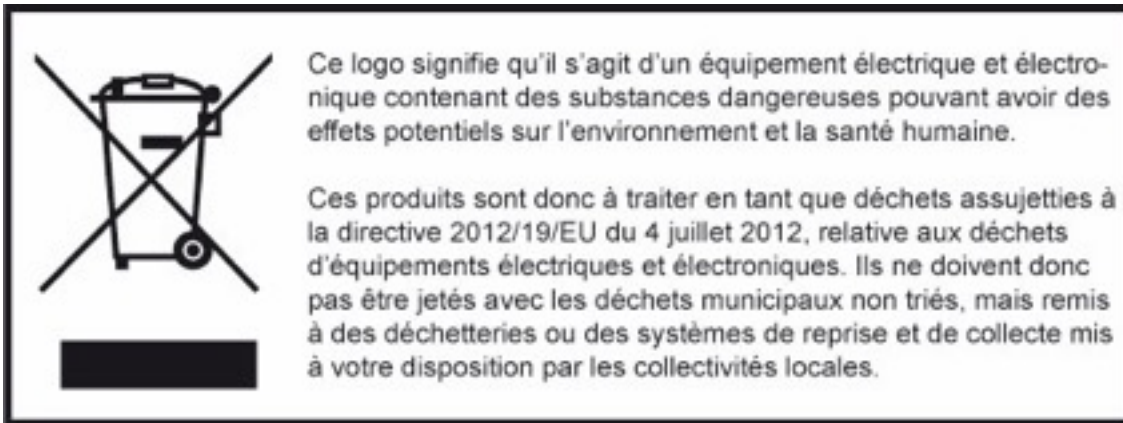 Ce logo signifie qu'il s'agit d'un équipement électrique et électro-
nique contenant des substances dangereuses pouvant avoir des
effets potentiels sur l'environnement et la santé humaine.
Ces produits sont donc à traiter en tant que déchets assujetties à
la directive 2012/19/EU du 4 juillet 2012, relative aux déchets
d'équipements électriques et électroniques. Ils ne doivent donc
pas être jetés avec les déchets municipaux non triés, mais remis
à des déchetteries ou des systèmes de reprise et de collecte mis
à votre disposition par les collectivités locales.